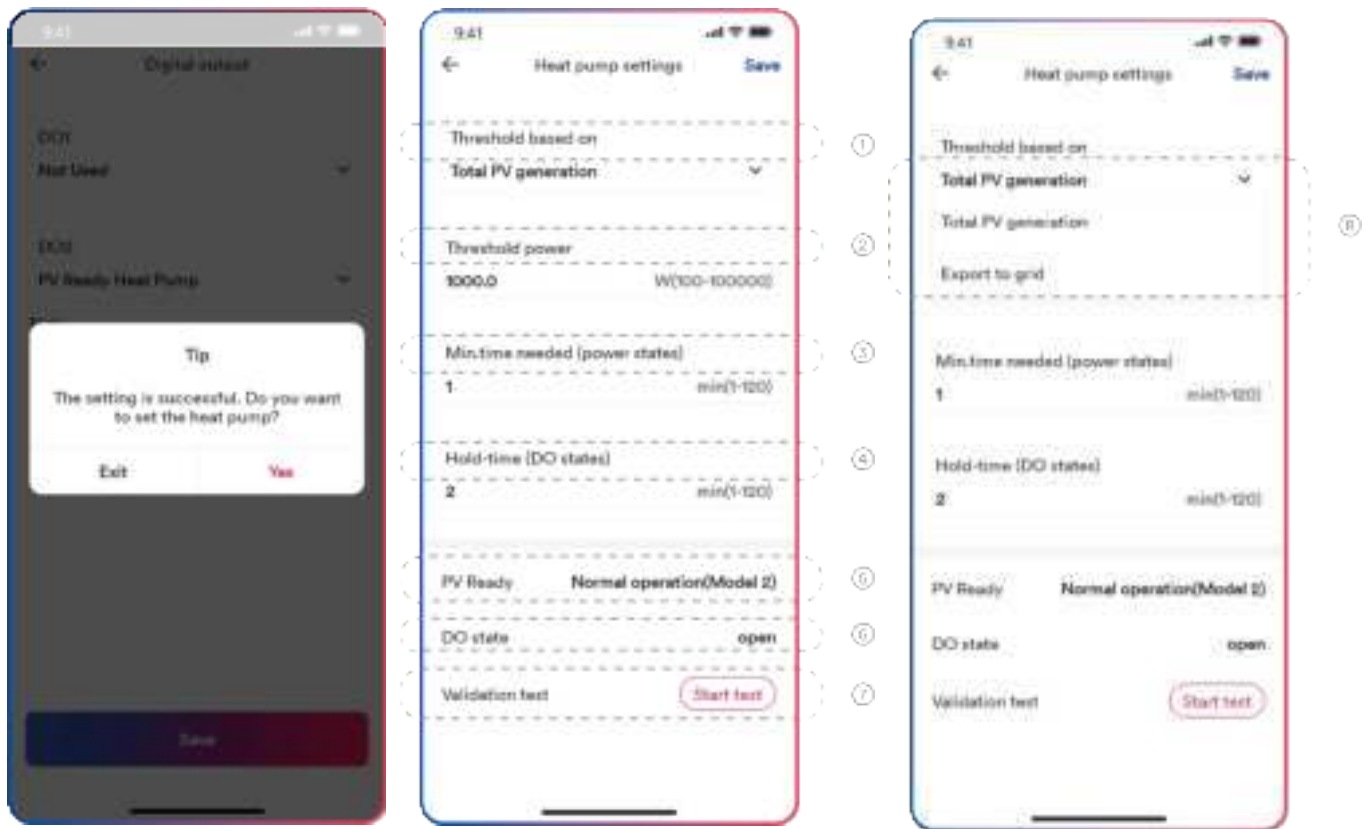 9:41
Digital output
DO1
Not Used
PV Ready Heat Pump
Tip
The setting is successful. Do you want
to set the heat pump?
Exit
Yes
Save
9:41
Heat pump settings
Save
Threshold based on
Total PV generation
Threshold power
1000.0
W(100-100000)
Min.time needed (power states)
1
min(1-120)
Hold-time (DO states)
2
min(1-120)
PV Ready
Normal operation(Model 2)
DO state
open
Validation test
Start test
1
2
3
4
5
6
7
9:41
Heat pump settings
Save
Threshold based on
Total PV generation
Total PV generation
Export to grid
Min.time needed (power states)
1
min(1-120)
Hold-time (DO states)
2
min(1-120)
PV Ready
Normal operation(Model 2)
DO state
open
Validation test
Start test